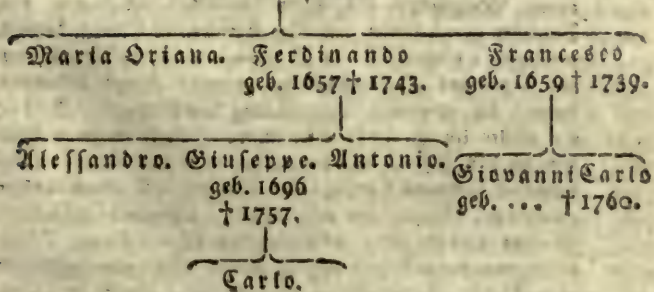 Maria Oriana. Ferdinando Francesco
geb. 1657 † 1743. geb. 1659 † 1739.
Alessandro. Giuseppe. Antonio. Giovanni Carlo
geb. 1696 geb. ... † 1760.
† 1757.
Carlo.